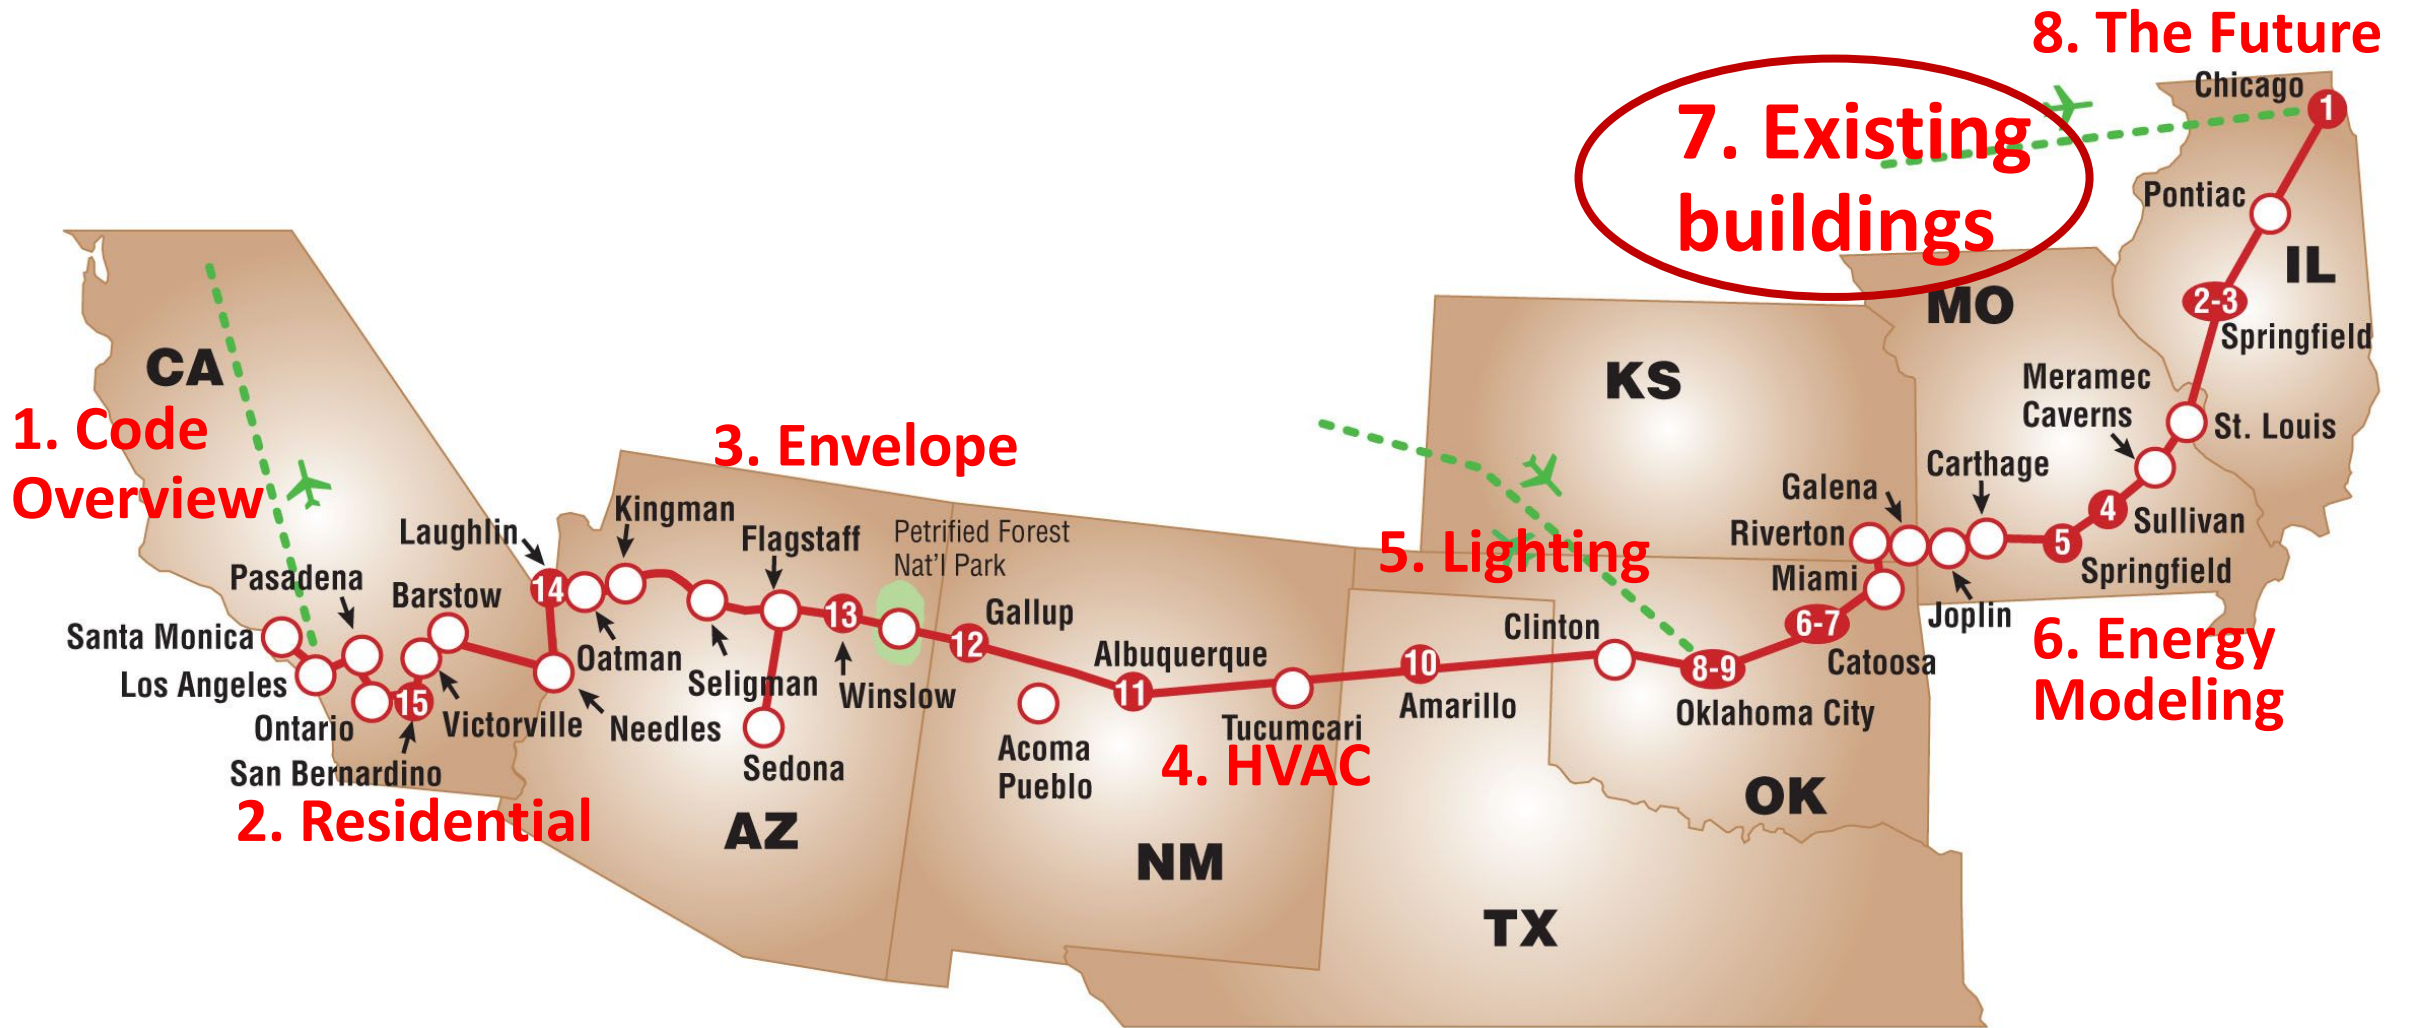 8. The Future
Chicago
1
7. Existing
buildings
Pontiac
IL
2-3
Springfield
MO
KS
CA
Meramec
Caverns
St. Louis
1. Code
Overview
3. Envelope
Carthage
Galena
Kingman
Laughlin
Flagstaff
Petrified Forest
Nat'l Park
4
Sullivan
Riverton
5
Springfield
5. Lighting
Pasadena
Barstow
14
Miami
Joplin
13
Gallup
12
Clinton
6-7
Catoosa
6. Energy
Modeling
Santa Monica
Los Angeles
Oatman
Seligman
Winslow
Albuquerque
11
10
8-9
15
Ontario
Victorville
Needles
Amarillo
Oklahoma City
Tucumcari
San Bernardino
Sedona
Acoma
Pueblo
4. HVAC
2. Residential
AZ
NM
OK
TX